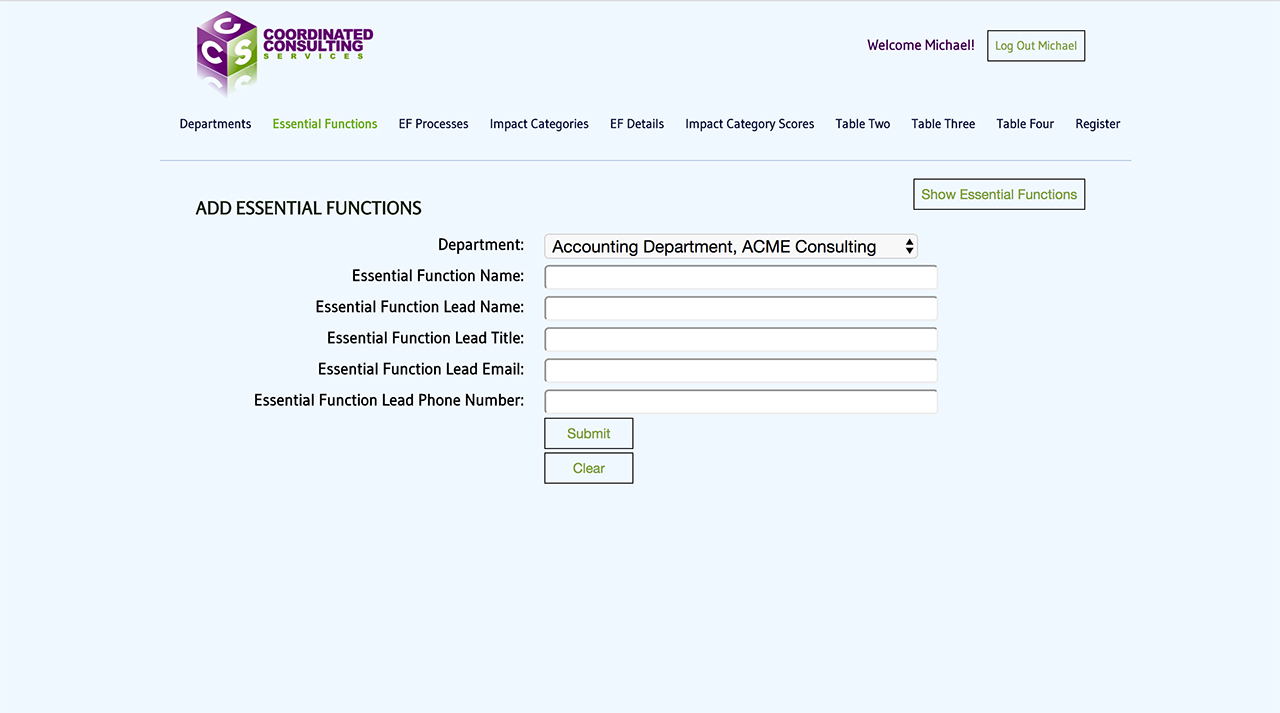 C
C S
COORDINATED
CONSULTING
SERVICES
Welcome Michael!
Log Out Michael
Departments Essential Functions EF Processes Impact Categories EF Details Impact Category Scores Table Two Table Three Table Four Register
Show Essential Functions
ADD ESSENTIAL FUNCTIONS
Department: Accounting Department, ACME Consulting
Essential Function Name:
Essential Function Lead Name:
Essential Function Lead Title:
Essential Function Lead Email:
Essential Function Lead Phone Number:
Submit
Clear